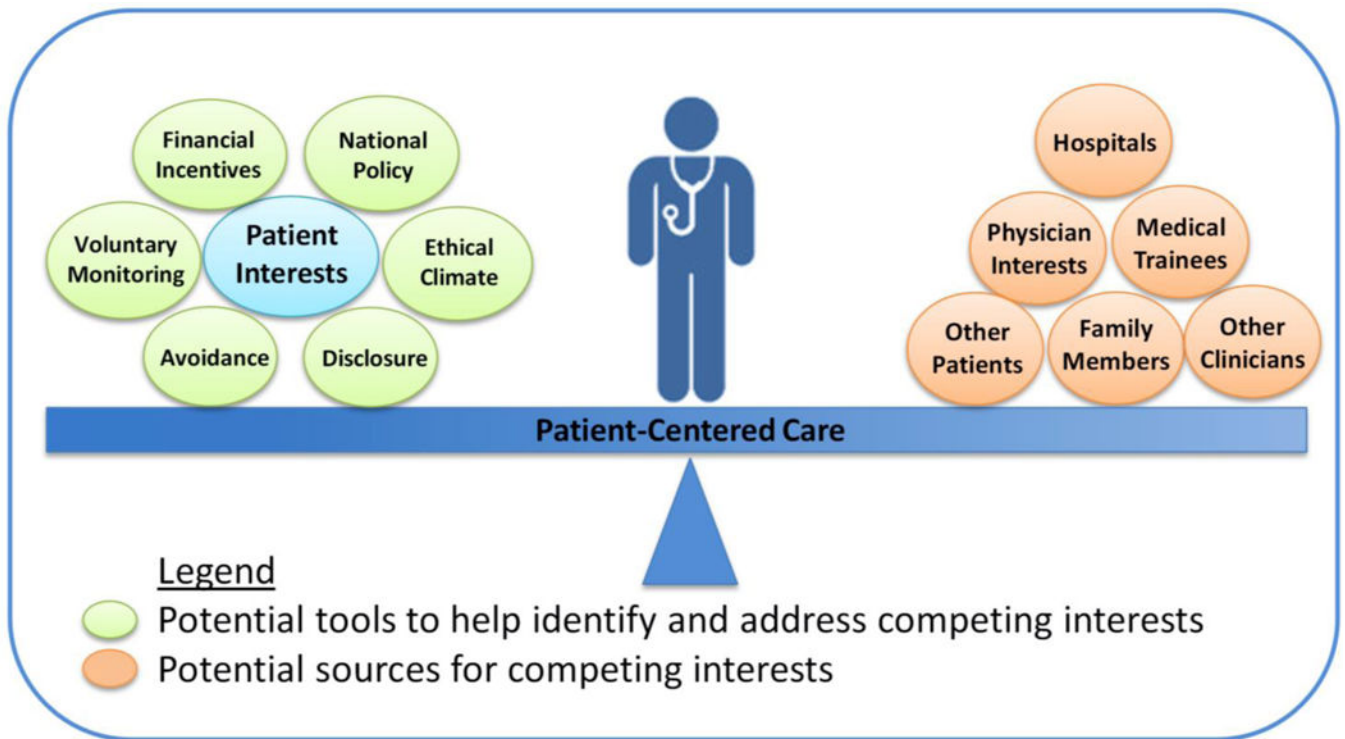 Financial
Incentives
National
Policy
Voluntary
Monitoring
Patient
Interests
Ethical
Climate
Avoidance
Disclosure
Hospitals
Physician
Interests
Medical
Trainees
Other
Patients
Family
Members
Other
Clinicians
Patient-Centered Care
Legend
Potential tools to help identify and address competing interests
Potential sources for competing interests